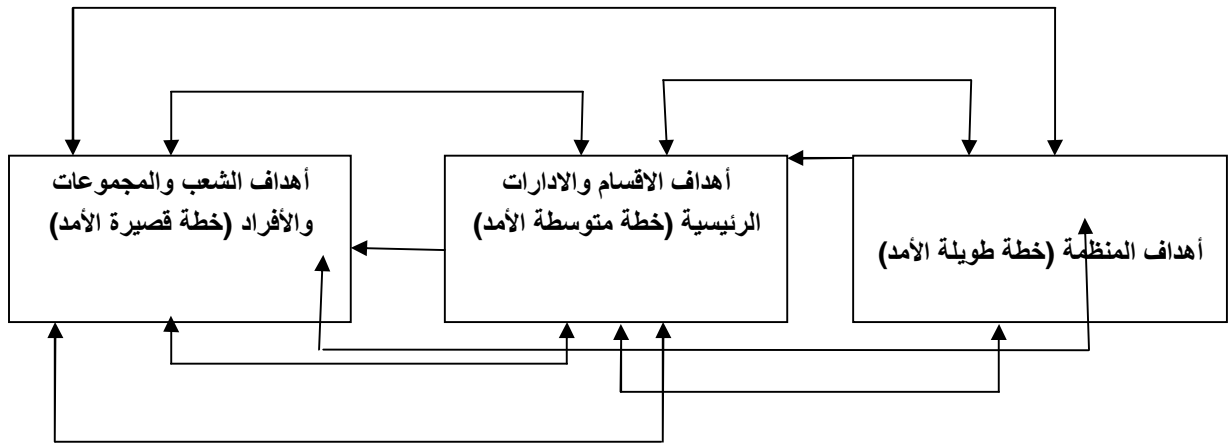 أهداف المنظمة (خطة طويلة الأمد)
أهداف الاقسام والادارات
الرئيسية (خطة متوسطة الأمد)
أهداف الشعب والمجموعات
والأفراد (خطة قصيرة الأمد)